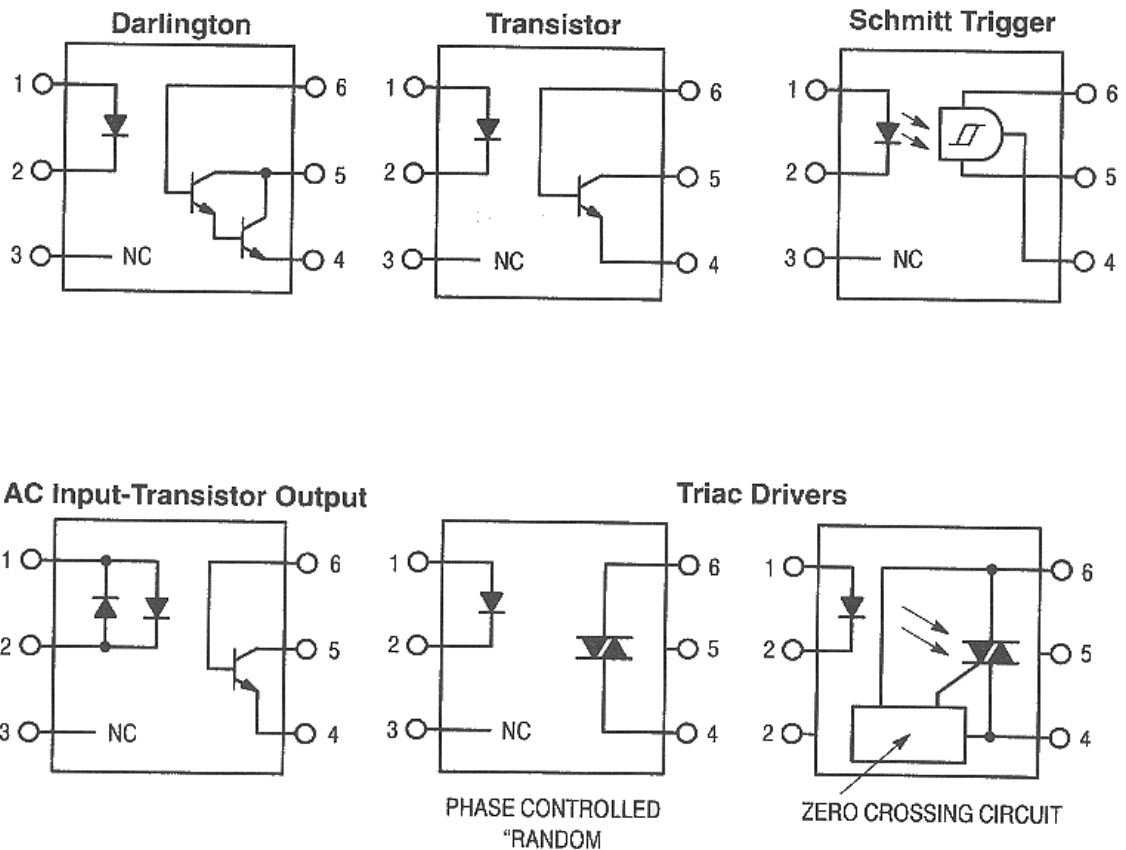 Darlington
1
6
2
5
3
NC
4
Transistor
1
6
2
5
3
NC
4
Schmitt Trigger
1
6
2
5
3
NC
4
AC Input-Transistor Output
1
6
2
5
3
NC
4
Triac Drivers
1
6
2
5
3
NC
4
PHASE CONTROLLED
"RANDOM
1
6
2
5
2
4
ZERO CROSSING CIRCUIT